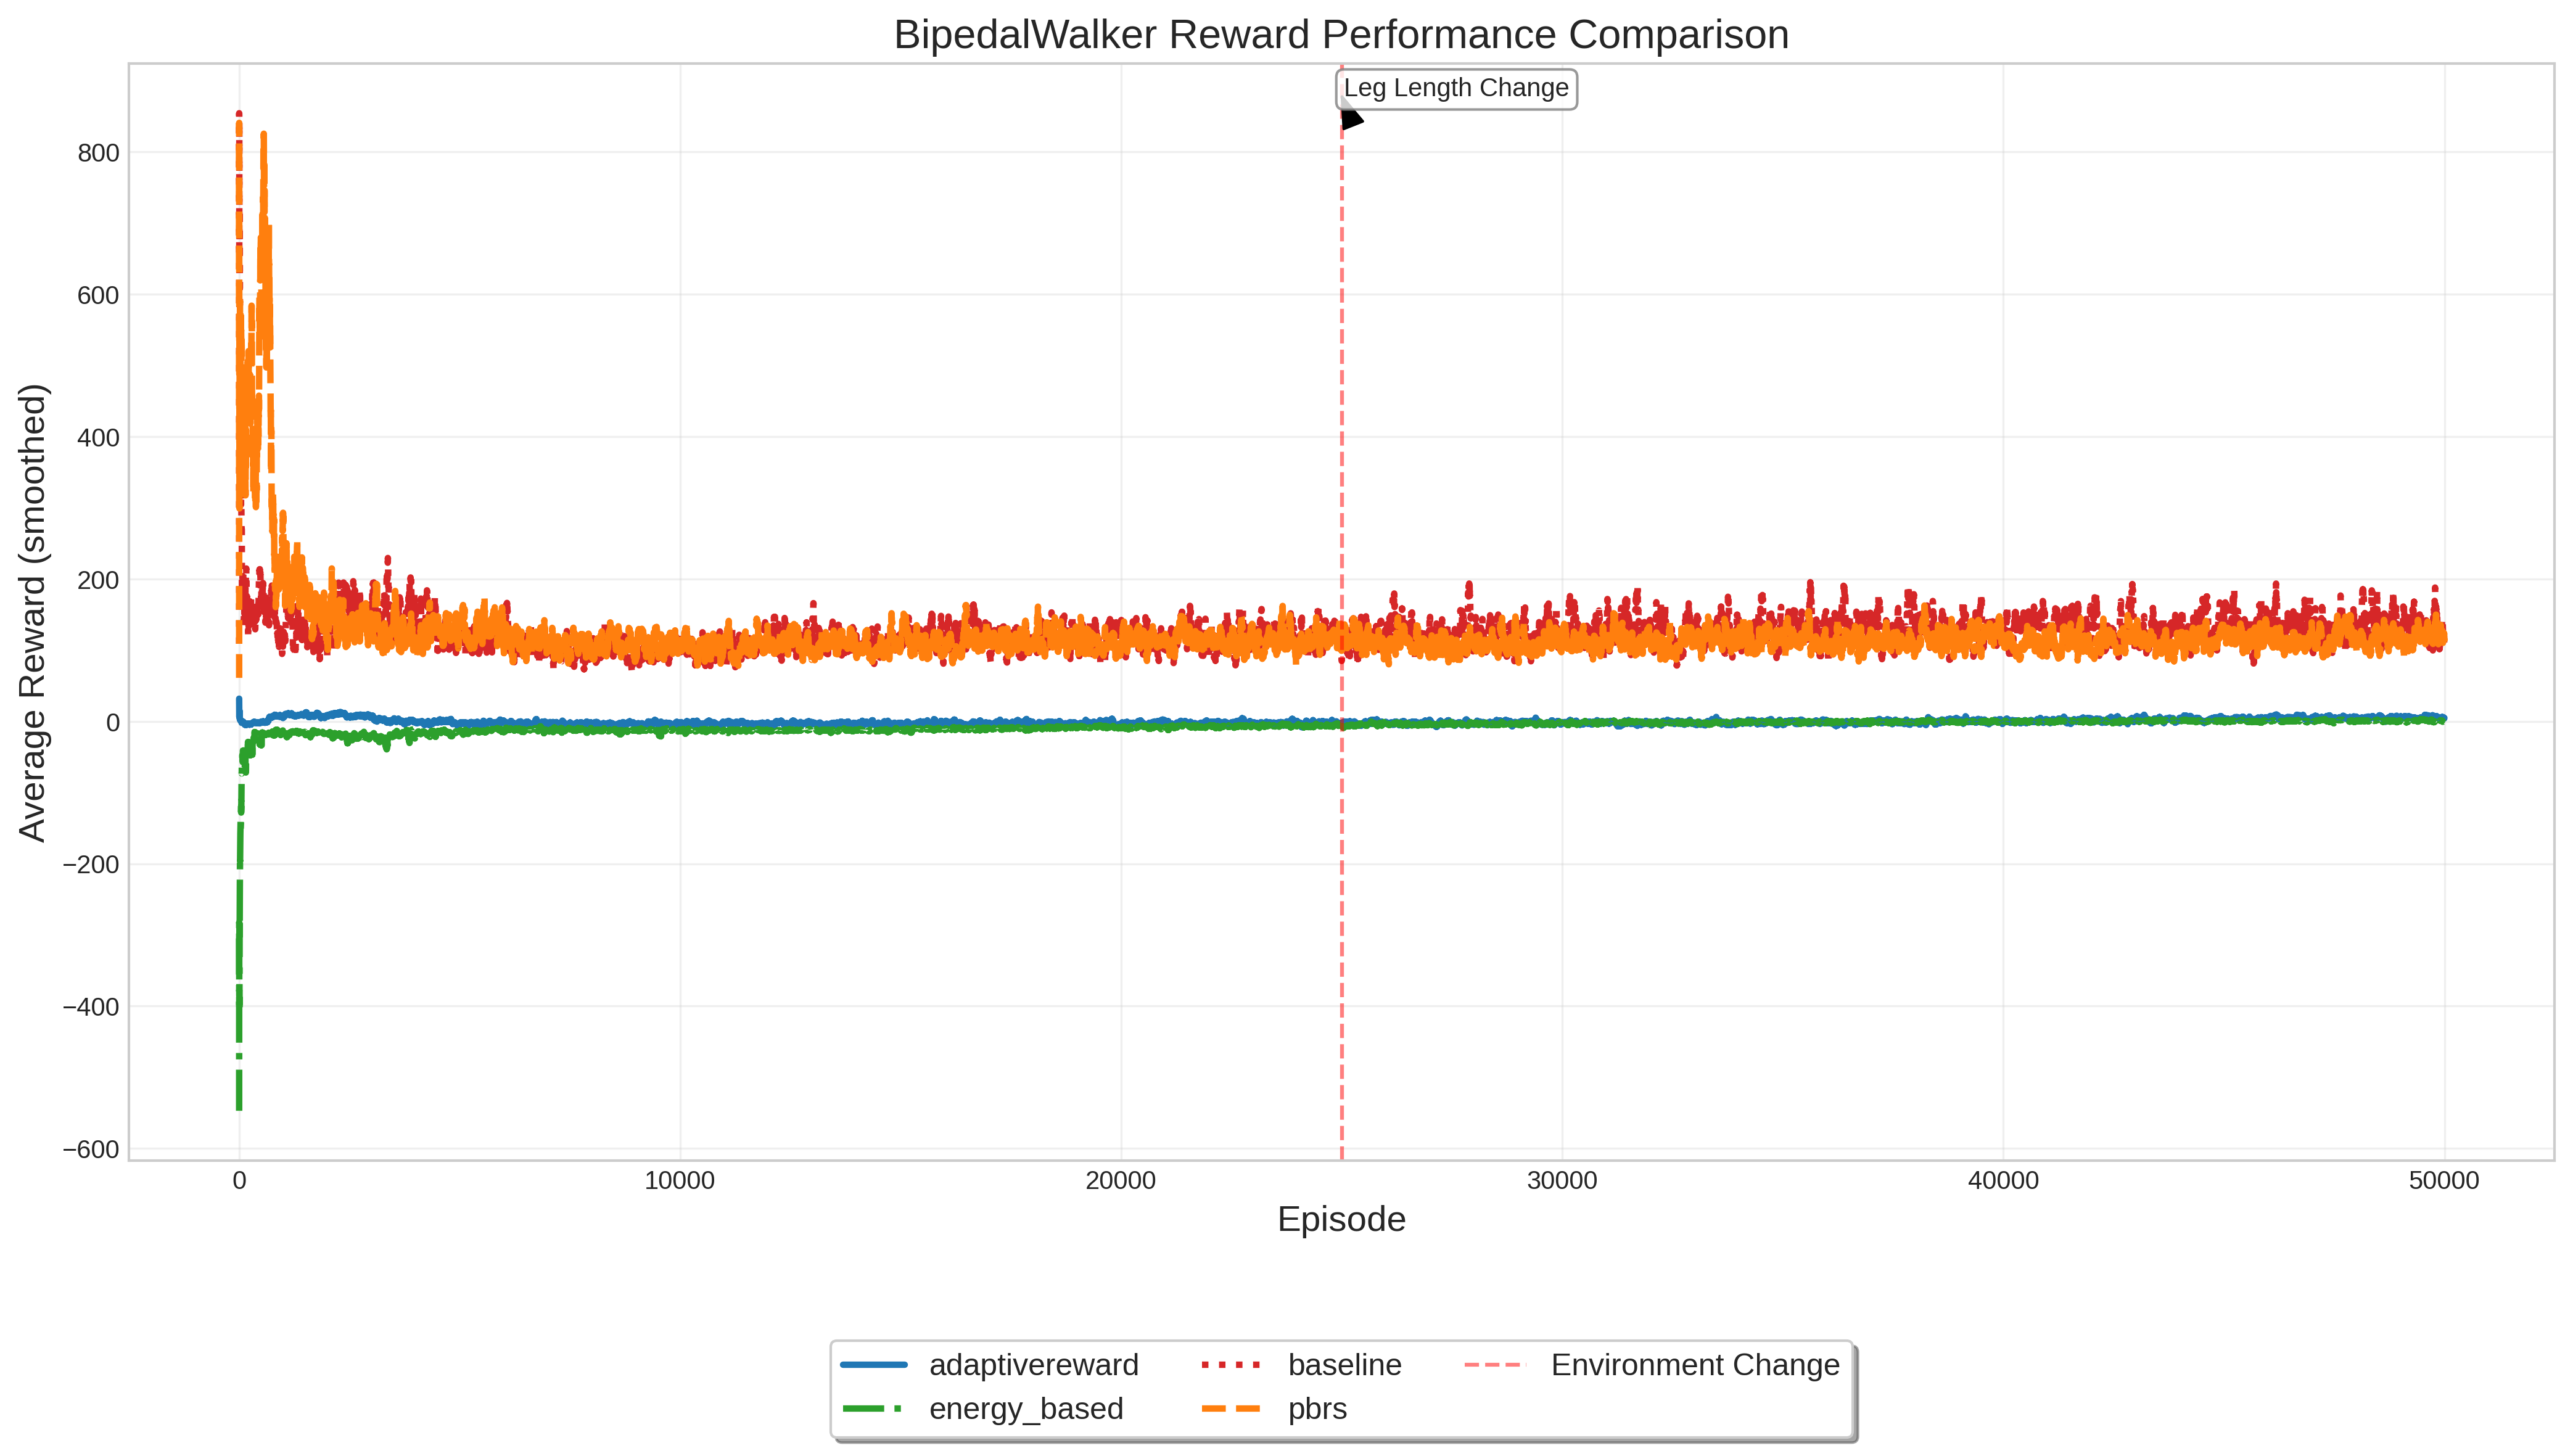 BipedalWalker Reward Performance Comparison
Leg Length Change
Average Reward (smoothed)
800
600
400
200
0
−200
−400
−600
0
10000
20000
30000
40000
50000
Episode
adaptivereward
energy_based
baseline
pbrs
Environment Change